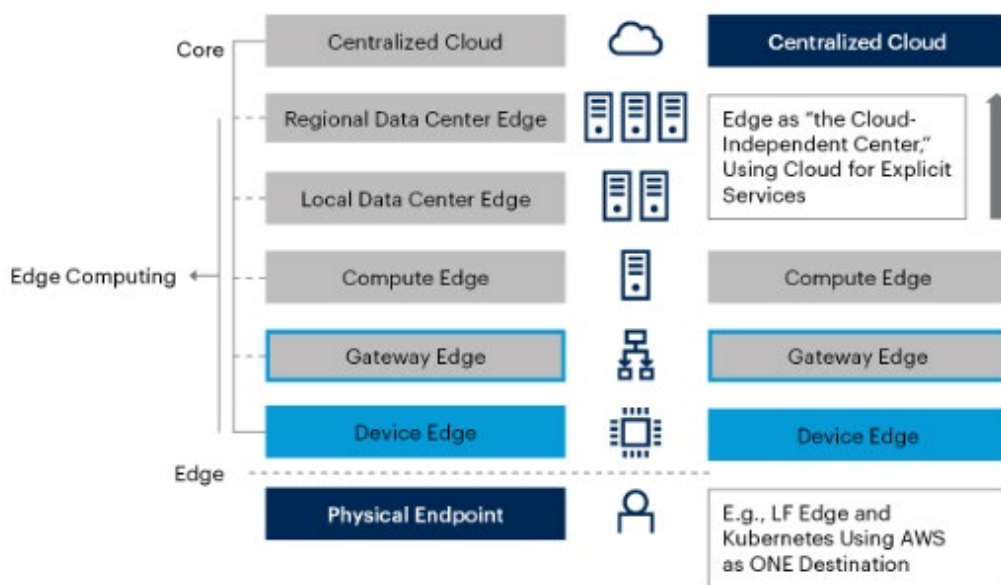 Core
Centralized Cloud
Centralized Cloud
Regional Data Center Edge
Edge as “the Cloud-
Independent Center,”
Using Cloud for Explicit
Services
Local Data Center Edge
Edge Computing
Compute Edge
Compute Edge
Gateway Edge
Gateway Edge
Device Edge
Device Edge
Edge
Physical Endpoint
E.g., LF Edge and
Kubernetes Using AWS
as ONE Destination